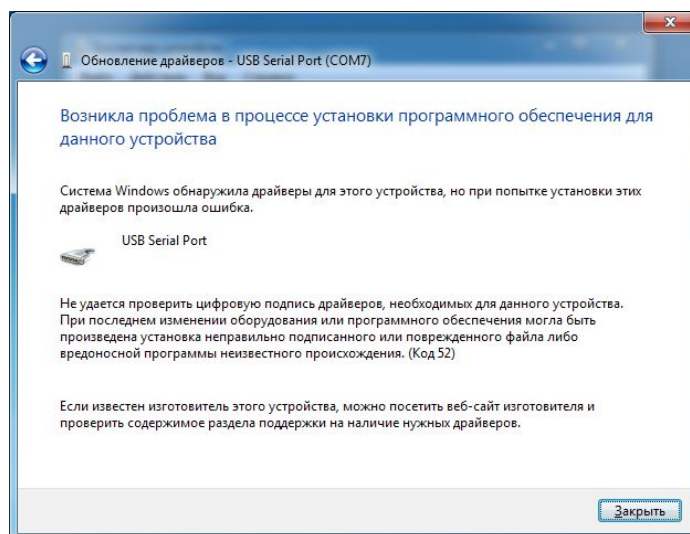 Обновление драйверов - USB Serial Port (COM7)
Возникла проблема в процессе установки программного обеспечения для
данного устройства
Система Windows обнаружила драйверы для этого устройства, но при попытке установки этих
драйверов произошла ошибка.
USB Serial Port
Не удается проверить цифровую подпись драйверов, необходимых для данного устройства.
При последнем изменении оборудования или программного обеспечения могла быть
произведена установка неправильно подписанного или поврежденного файла либо
вредоносной программы неизвестного происхождения. (Код 52)
Если известен изготовитель этого устройства, можно посетить веб-сайт изготовителя и
проверить содержимое раздела поддержки на наличие нужных драйверов.
Закрыть